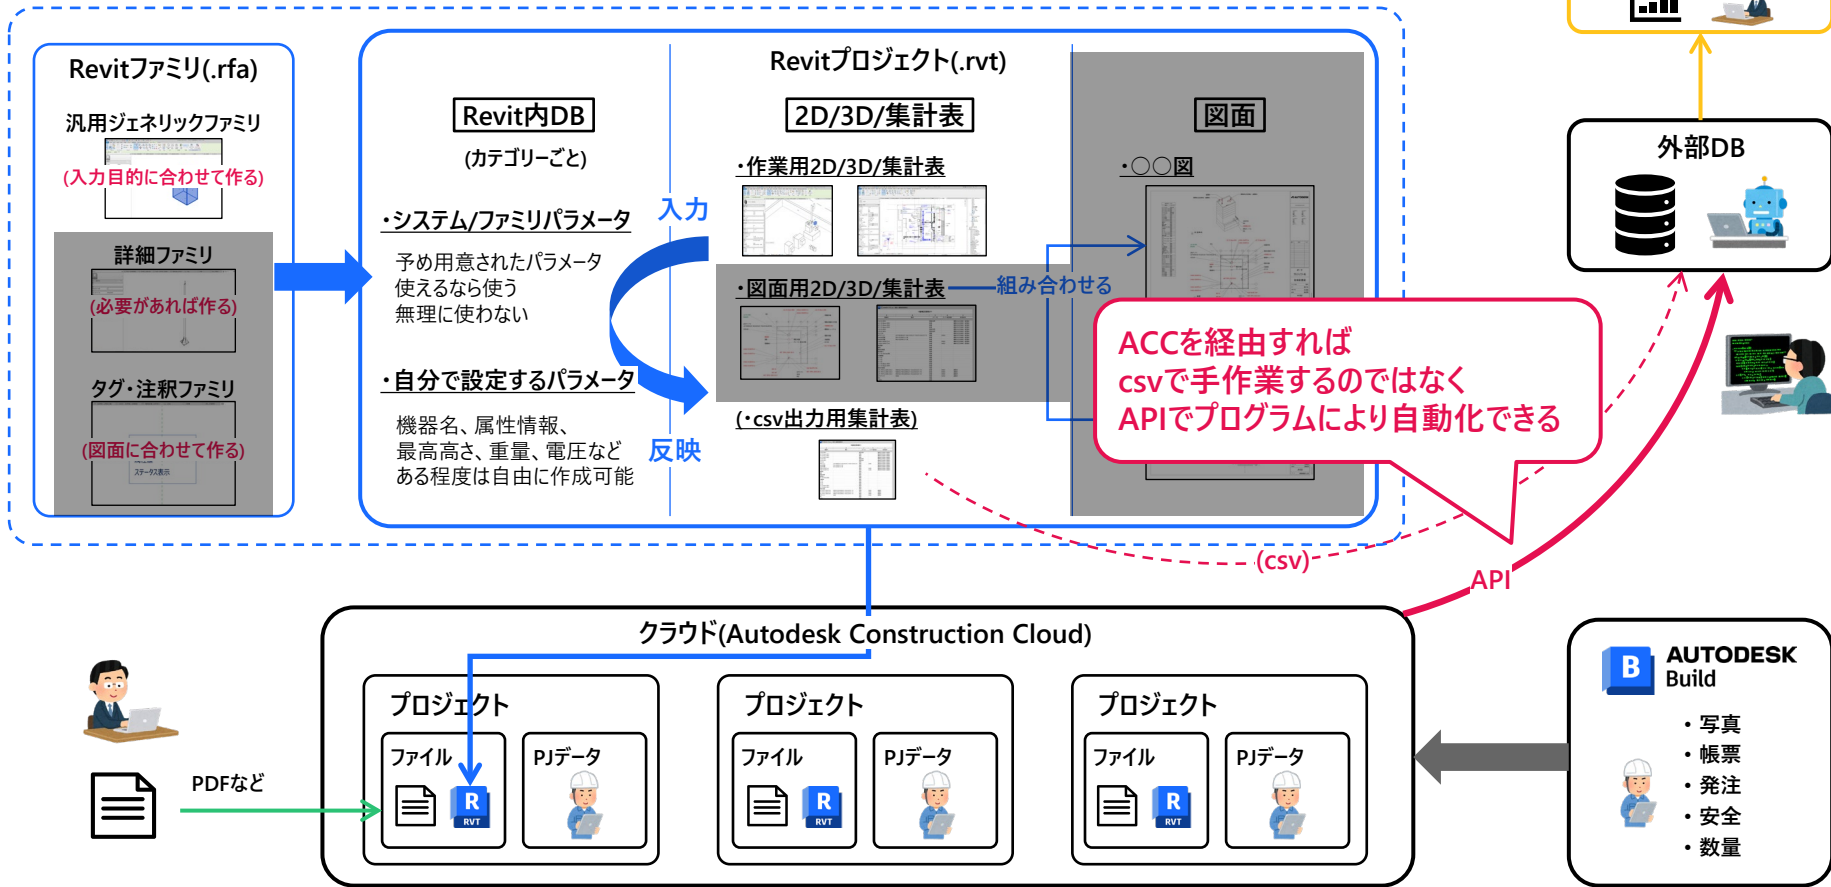 Revitファミリ(.rfa)
汎用ジェネリックファミリ
(入力目的に合わせて作る)
詳細ファミリ
(必要があれば作る)
タグ・注釈ファミリ
(図面に合わせて作る)
ステータス表示
Revitプロジェクト(.rvt)
Revit内DB
(カテゴリーごと)
・システム/ファミリパラメータ
予め用意されたパラメータ
使えるなら使う
無理に使わない
・自分で設定するパラメータ
機器名、属性情報、
最高高さ、重量、電圧など
ある程度は自由に作成可能
入力
反映
2D/3D/集計表
・作業用2D/3D/集計表
・図面用2D/3D/集計表
組み合わせる
(・csv出力用集計表)
図面
・〇〇図
ACCを経由すれば
csvで手作業するのではなく
APIでプログラムにより自動化できる
外部DB
(csv)
API
クラウド(Autodesk Construction Cloud)
プロジェクト
ファイル
R
RVT
PJデータ
プロジェクト
ファイル
R
RVT
PJデータ
プロジェクト
ファイル
R
RVT
PJデータ
PDFなど
B
AUTODESK
Build
・写真
・帳票
・発注
・安全
・数量